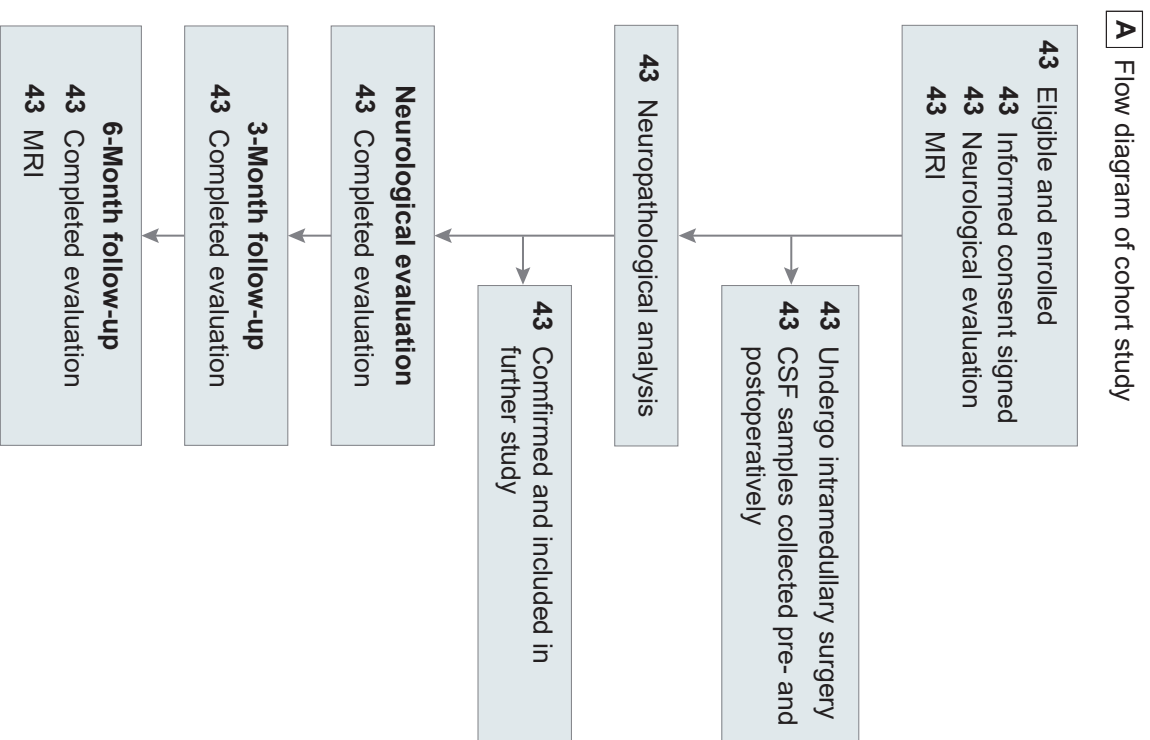 A Flow diagram of cohort study
43 Eligible and enrolled
43 Informed consent signed
43 Neurological evaluation
43 MRI
43 Undergo intramedullary surgery
43 CSF samples collected pre- and
postoperatively
43 Neuropathological analysis
43 Comfirmed and included in
further study
Neurological evaluation
43 Completed evaluation
3-Month follow-up
43 Completed evaluation
6-Month follow-up
43 Completed evaluation
43 MRI